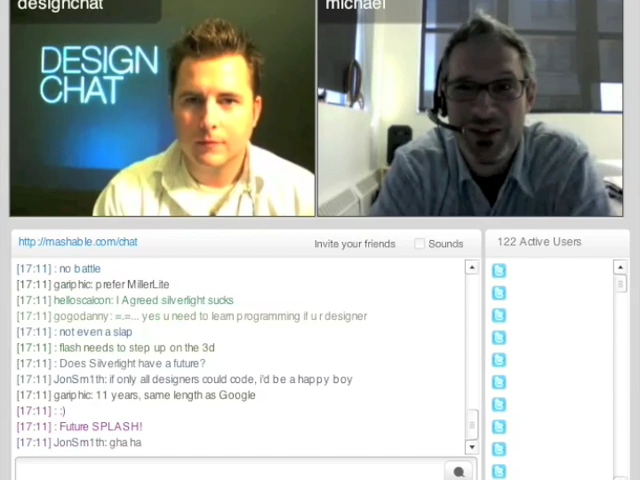 designchat
michael
DESIGN
CHAT
http://mashable.com/chat
Invite your friends
Sounds
122 Active Users
[17:11] : no battle
[17:11] gariphic: prefer MillerLite
[17:11] helloscaicon: I Agreed silverlight sucks
[17:11] gogodanny: =.=... yes u need to learn programming if u r designer
[17:11] : not even a slap
[17:11] : flash needs to step up on the 3d
[17:11] : Does Silverlight have a future?
[17:11] JonSm1th: if only all designers could code, i'd be a happy boy
[17:11] gariphic: 11 years, same length as Google
[17:11] : :)
[17:11] : Future SPLASH!
[17:11] JonSm1th: gha ha